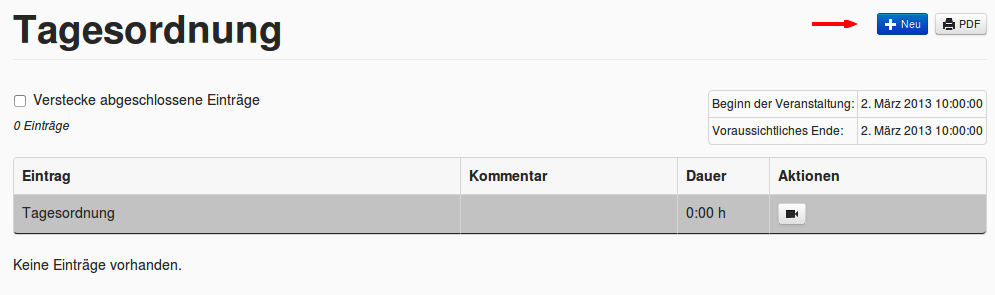 Tagesordnung
Neu
PDF
Verstecke abgeschlossene Einträge
0 Einträge
Beginn der Veranstaltung: 2. März 2013 10:00:00
Voraussichtliches Ende: 2. März 2013 10:00:00
Eintrag Kommentar Dauer Aktionen
Tagesordnung 0:00 h
Keine Einträge vorhanden.